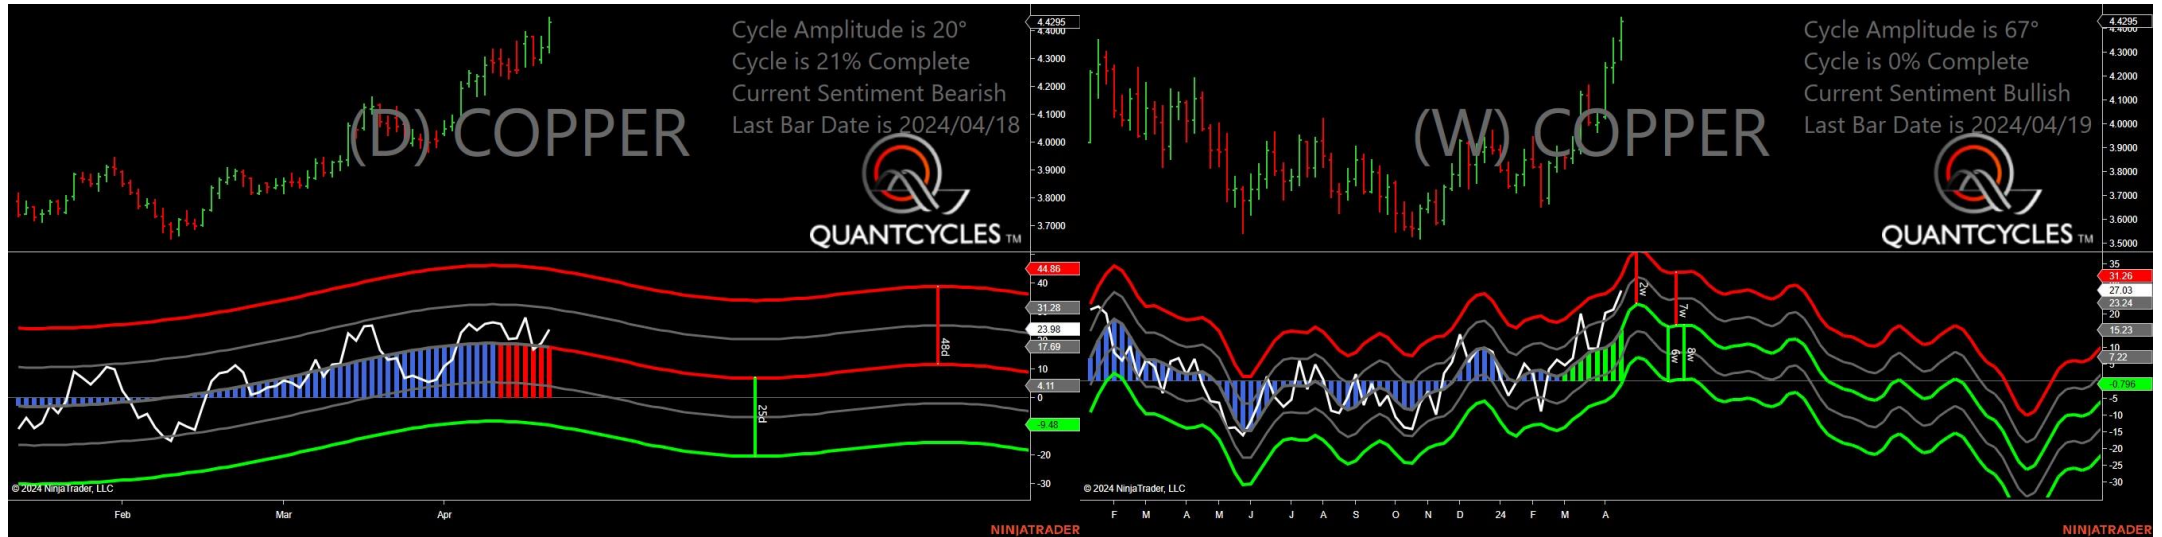 Cycle Amplitude is 20°
Cycle is 21% Complete
Current Sentiment Bearish
Last Bar Date is 2024/04/18
(D) COPPER
QUANTCYCLES TM
4.4295
4.4000
4.3000
4.2000
4.1000
4.0000
3.9000
3.8000
3.7000
44.86
40
31.28
23.98
17.69
10
4.11
0
-9.48
-20
-30
48d
25d
© 2024 NinjaTrader, LLC
Feb Mar Apr
NINJATRADER
Cycle Amplitude is 67°
Cycle is 0% Complete
Current Sentiment Bullish
Last Bar Date is 2024/04/19
(W) COPPER
QUANTCYCLES TM
4.4295
4.4000
4.3000
4.2000
4.1000
4.0000
3.9000
3.8000
3.7000
3.6000
3.5000
35
31.26
27.03
23.24
20
15.23
10
7.22
5
-0.796
-5
-10
-15
-20
-25
-30
2w
7w
6w
8w
© 2024 NinjaTrader, LLC
F M A M J J A S O N D 24 F M A
NINJATRADER